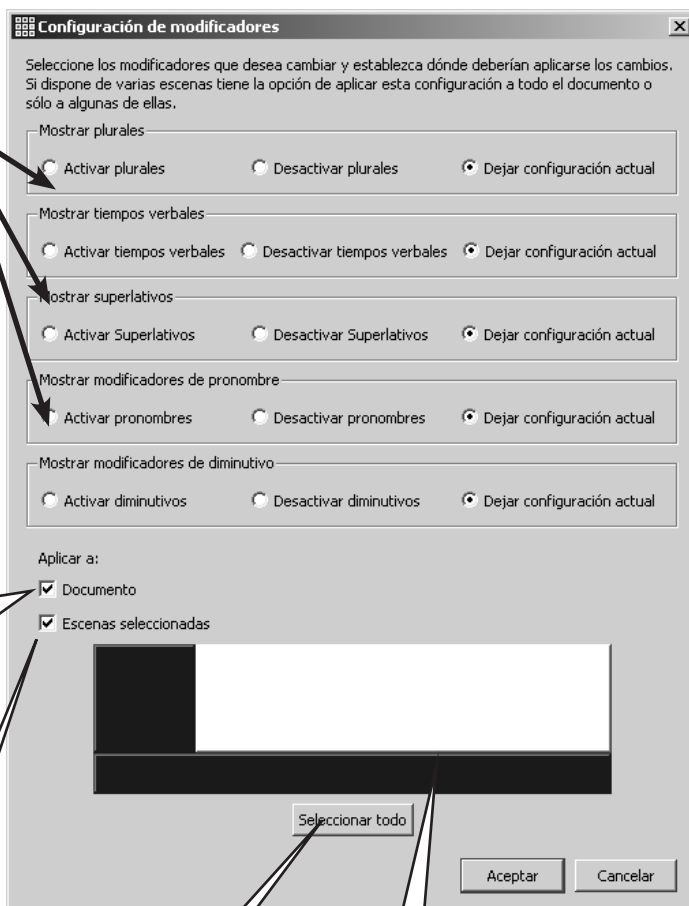 Configuración de modificadores
Seleccione los modificadores que desea cambiar y establezca dónde deberían aplicarse los cambios.
Si dispone de varias escenas tiene la opción de aplicar esta configuración a todo el documento o
sólo a algunas de ellas.
Mostrar plurales
Activar plurales Desactivar plurales Dejar configuración actual
Mostrar tiempos verbales
Activar tiempos verbales Desactivar tiempos verbales Dejar configuración actual
Mostrar superlativos
Activar Superlativos Desactivar Superlativos Dejar configuración actual
Mostrar modificadores de pronombre
Activar pronombres Desactivar pronombres Dejar configuración actual
Mostrar modificadores de diminutivo
Activar diminutivos Desactivar diminutivos Dejar configuración actual
Aplicar a:
Documento
Escenas seleccionadas
Seleccionar todo
Aceptar Cancelar